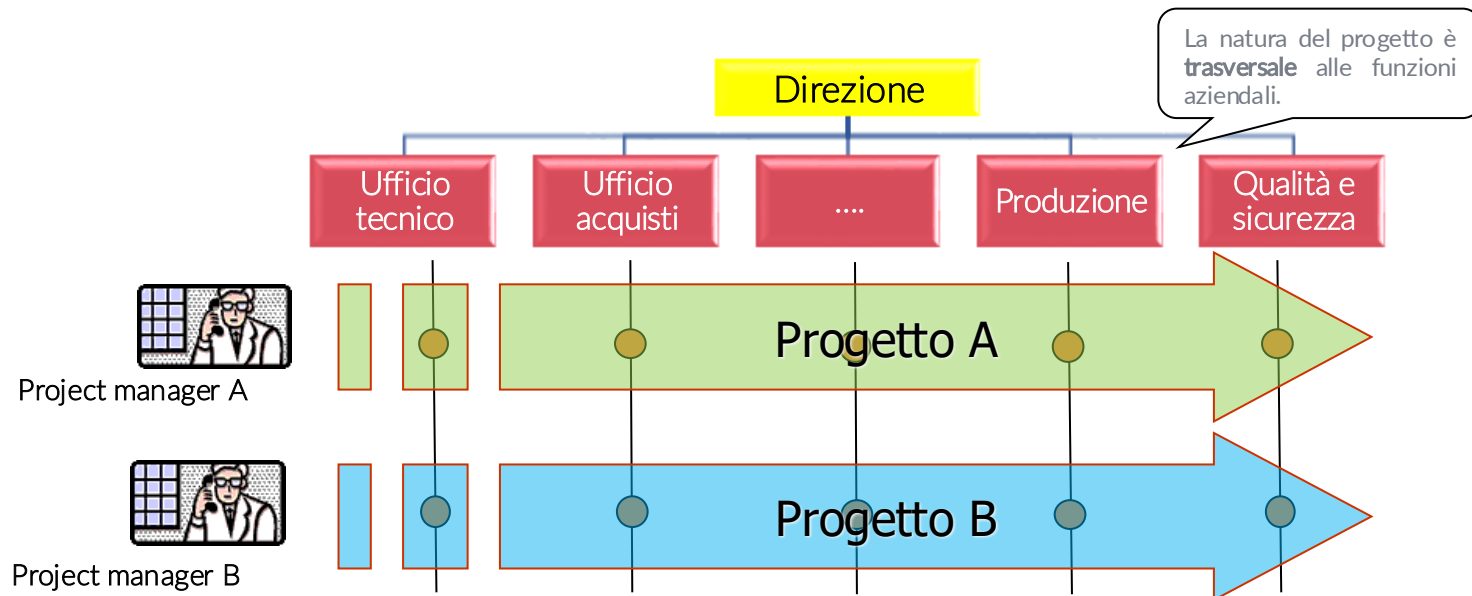 La natura del progetto è
trasversale alle funzioni
aziendali.
Direzione
Ufficio
tecnico
Ufficio
acquisti
....
Produzione
Qualità e
sicurezza
Progetto A
Project manager A
Progetto B
Project manager B